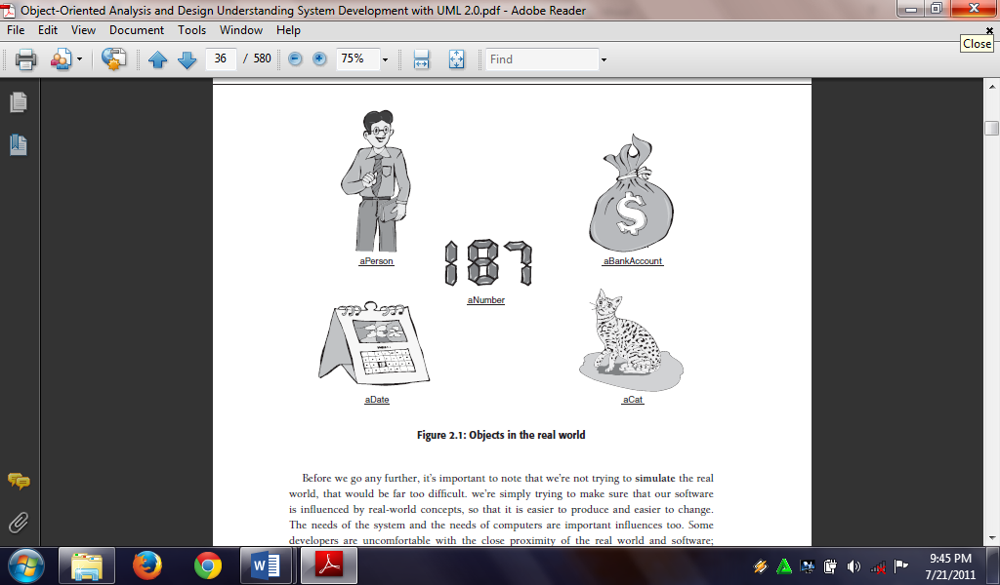 Object-Oriented Analysis and Design Understanding System Development with UML 2.0.pdf - Adobe Reader
File Edit View Document Tools Window Help
Close
36 / 580 75% Find
aPerson
aBankAccount
$
187
aNumber
aDate
aCat
Figure 2.1: Objects in the real world
Before we go any further, it's important to note that we're not trying to simulate the real
world, that would be far too difficult. we're simply trying to make sure that our software
is influenced by real-world concepts, so that it is easier to produce and easier to change.
The needs of the system and the needs of computers are important influences too. Some
developers are uncomfortable with the close proximity of the real world and software;
9:45 PM
7/21/2011